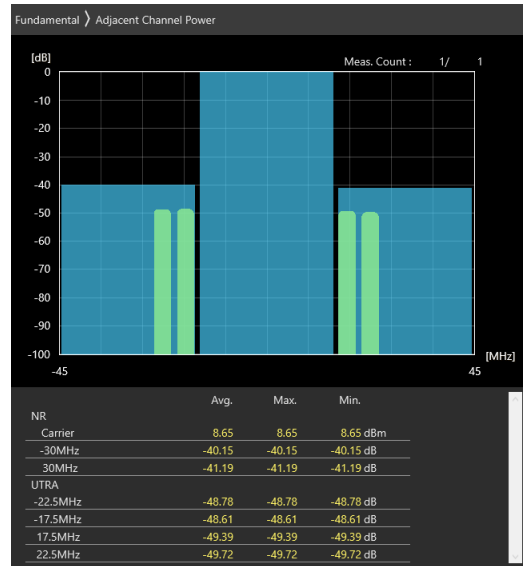 Fundamental 〉 Adjacent Channel Power
[dB]
Meas. Count : 1/ 1
0
-10
-20
-30
-40
-50
-60
-70
-80
-90
-100
[MHz]
-45 45
Avg. Max. Min.
NR
Carrier 8.65 8.65 8.65 dBm
-30MHz -40.15 -40.15 -40.15 dB
30MHz -41.19 -41.19 -41.19 dB
UTRA
-22.5MHz -48.78 -48.78 -48.78 dB
-17.5MHz -48.61 -48.61 -48.61 dB
17.5MHz -49.39 -49.39 -49.39 dB
22.5MHz -49.72 -49.72 -49.72 dB